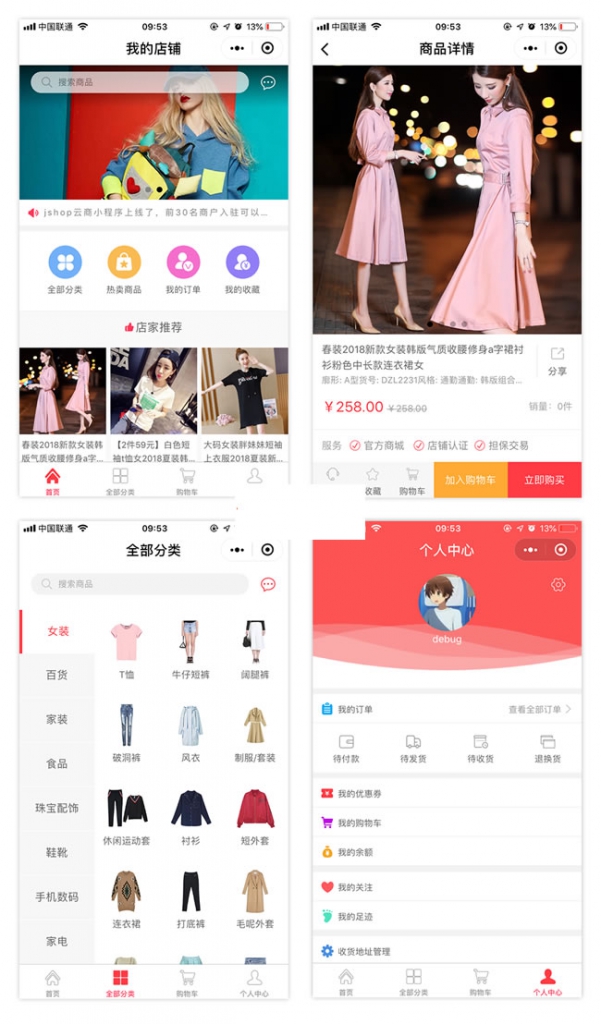 中国联通 09:53 13%
我的店铺
搜索商品
jshop云商小程序上线了，前30名商户入驻可以...
全部分类 热卖商品 我的订单 我的收藏
店家推荐
春装2018新款女装韩版气质收腰修身a字...
【2件59元】白色短袖t恤女2018夏装韩...
大码女装胖妹妹短袖上衣服2018夏装新...
首页 全部分类 购物车
中国联通 09:53 13%
商品详情
春装2018新款女装韩版气质收腰修身a字裙衬
衫粉色中长款连衣裙女
廓形: A型货号: DZL2231风格: 通勤通勤: 韩版组合...
分享
￥258.00 ￥258.00 销量：0件
服务 官方商城 店铺认证 担保交易
收藏 购物车 加入购物车 立即购买
中国联通 09:53
全部分类
搜索商品
女装
百货
家装
食品
珠宝配饰
鞋靴
手机数码
家电
T恤 牛仔短裤 阔腿裤
破洞裤 风衣 制服/套装
休闲运动套 衬衫 短外套
连衣裙 打底裤 毛呢外套
首页 全部分类 购物车 个人中心
09:53 13%
个人中心
debug
我的订单 查看全部订单
待付款 待发货 待收货 退换货
我的优惠券
我的购物车
我的余额
我的关注
我的足迹
收货地址管理
首页 全部分类 购物车 个人中心